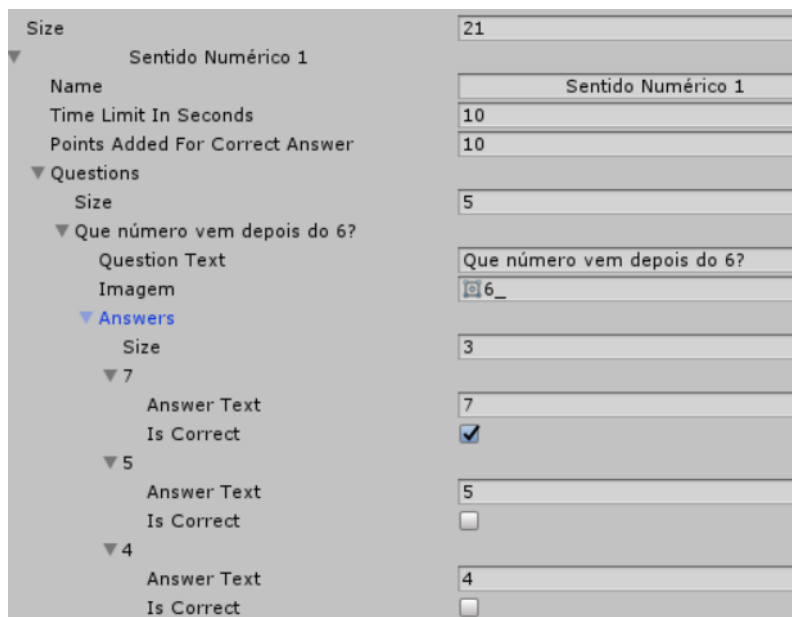 Size 21
Sentido Numérico 1
Name Sentido Numérico 1
Time Limit In Seconds 10
Points Added For Correct Answer 10
Questions
Size 5
Que número vem depois do 6?
Question Text Que número vem depois do 6?
Imagem 6_
Answers
Size 3
7
Answer Text 7
Is Correct
5
Answer Text 5
Is Correct
4
Answer Text 4
Is Correct